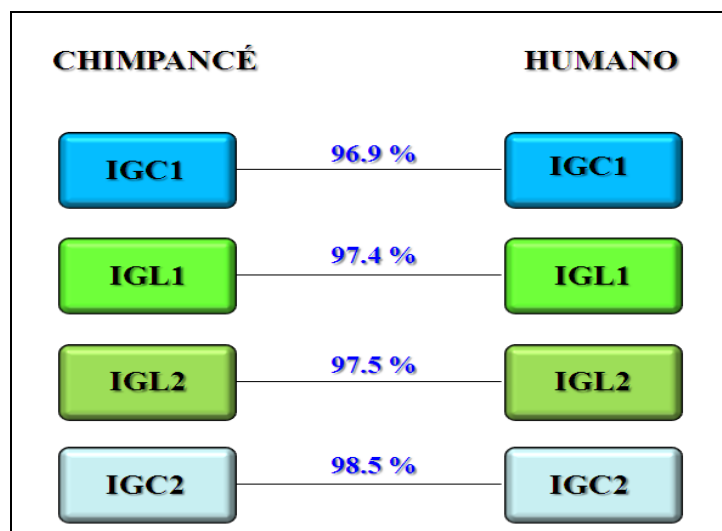 CHIMPANCÉ HUMANO
IGC1 96.9 % IGC1
IGL1 97.4 % IGL1
IGL2 97.5 % IGL2
IGC2 98.5 % IGC2